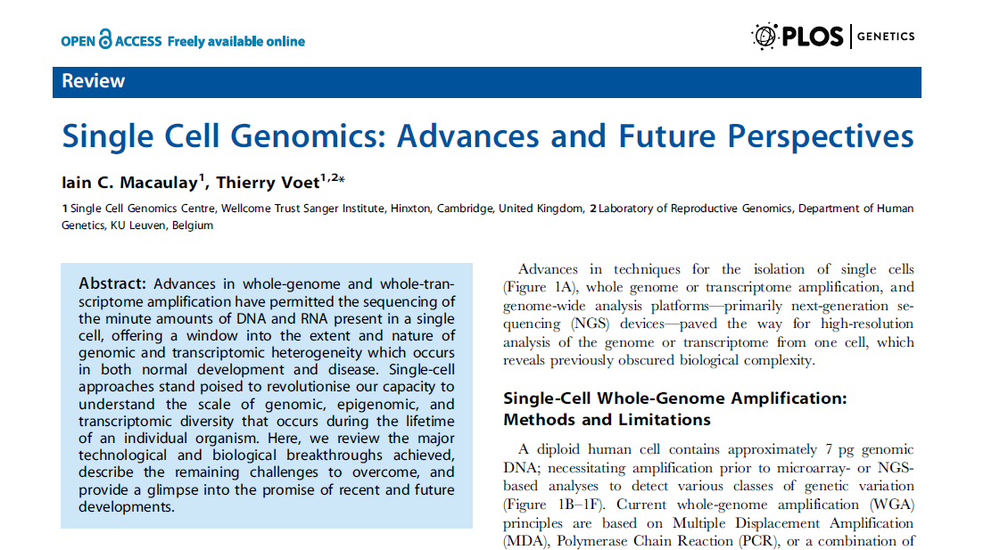 OPEN ACCESS Freely available online
PLOS | GENETICS
Review
Single Cell Genomics: Advances and Future Perspectives
Iain C. Macaulay1, Thierry Voet1,2*
1 Single Cell Genomics Centre, Wellcome Trust Sanger Institute, Hinxton, Cambridge, United Kingdom, 2 Laboratory of Reproductive Genomics, Department of Human
Genetics, KU Leuven, Belgium
Abstract: Advances in whole-genome and whole-tran-
scriptome amplification have permitted the sequencing of
the minute amounts of DNA and RNA present in a single
cell, offering a window into the extent and nature of
genomic and transcriptomic heterogeneity which occurs
in both normal development and disease. Single-cell
approaches stand poised to revolutionise our capacity to
understand the scale of genomic, epigenomic, and
transcriptomic diversity that occurs during the lifetime
of an individual organism. Here, we review the major
technological and biological breakthroughs achieved,
describe the remaining challenges to overcome, and
provide a glimpse into the promise of recent and future
developments.
Advances in techniques for the isolation of single cells
(Figure 1A), whole genome or transcriptome amplification, and
genome-wide analysis platforms—primarily next-generation se-
quencing (NGS) devices—paved the way for high-resolution
analysis of the genome or transcriptome from one cell, which
reveals previously obscured biological complexity.
Single-Cell Whole-Genome Amplification:
Methods and Limitations
A diploid human cell contains approximately 7 pg genomic
DNA; necessitating amplification prior to microarray- or NGS-
based analyses to detect various classes of genetic variation
(Figure 1B–1F). Current whole-genome amplification (WGA)
principles are based on Multiple Displacement Amplification
(MDA), Polymerase Chain Reaction (PCR), or a combination of